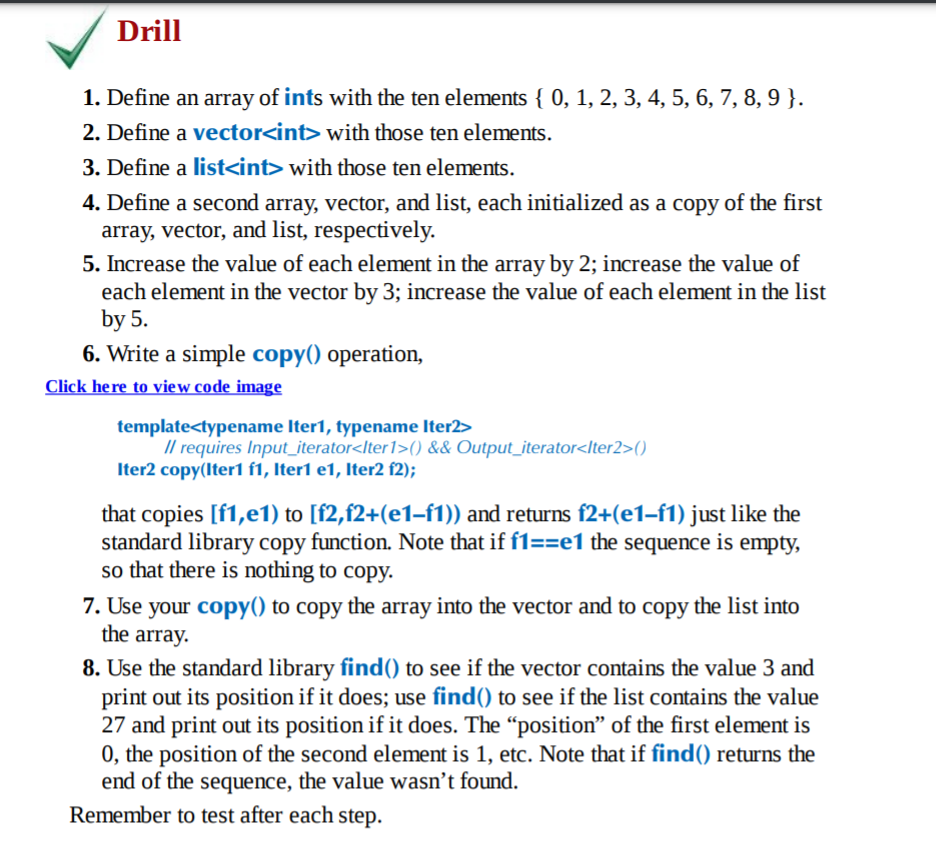 Drill
1. Define an array of ints with the ten elements { 0, 1, 2, 3, 4, 5, 6, 7, 8, 9 }.
2. Define a vector<int> with those ten elements.
3. Define a list<int> with those ten elements.
4. Define a second array, vector, and list, each initialized as a copy of the first
array, vector, and list, respectively.
5. Increase the value of each element in the array by 2; increase the value of
each element in the vector by 3; increase the value of each element in the list
by 5.
6. Write a simple copy() operation,
Click here to view code image
template<typename Iter1, typename Iter2>
// requires Input_iterator<Iter1>() && Output_iterator<Iter2>()
Iter2 copy(Iter1 f1, Iter1 e1, Iter2 f2);
that copies [f1,e1) to [f2,f2+(e1–f1)) and returns f2+(e1–f1) just like the
standard library copy function. Note that if f1==e1 the sequence is empty,
so that there is nothing to copy.
7. Use your copy() to copy the array into the vector and to copy the list into
the array.
8. Use the standard library find() to see if the vector contains the value 3 and
print out its position if it does; use find() to see if the list contains the value
27 and print out its position if it does. The “position” of the first element is
0, the position of the second element is 1, etc. Note that if find() returns the
end of the sequence, the value wasn’t found.
Remember to test after each step.